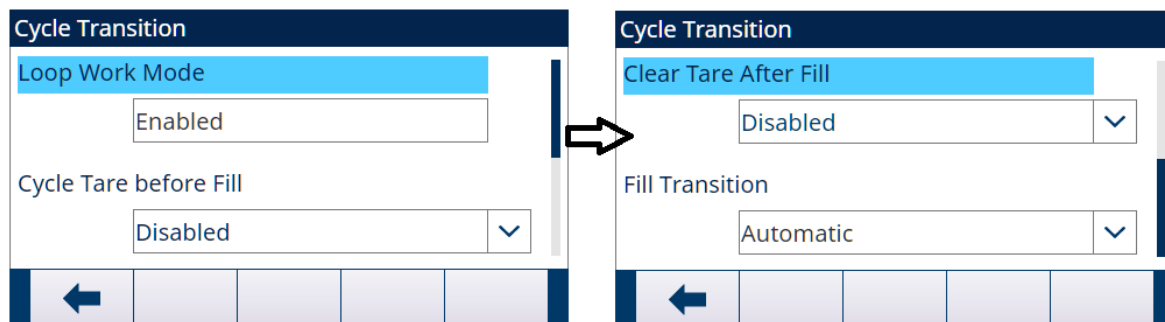 Cycle Transition
Loop Work Mode
Enabled
Cycle Tare before Fill
Disabled
Cycle Transition
Clear Tare After Fill
Disabled
Fill Transition
Automatic